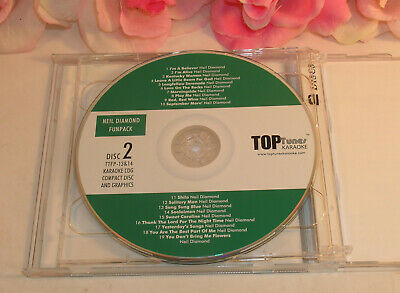 1 I'm A Believer Neil Diamond
2 I'm Alive Neil Diamond
3 Kentucky Woman Neil Diamond
4 Leave A Little Room For God Neil Diamond
5 Longfellow Serenade Neil Diamond
6 Love On The Rocks Neil Diamond
7 Morningside Neil Diamond
8 Play Me Neil Diamond
9 Red, Red Wine Neil Diamond
10 September Morn' Neil Diamond
NEIL DIAMOND
FUNPACK
DISC 2
TTFP-13&14
KARAOKE CDG
COMPACT DISC
AND GRAPHICS
TOP Tunes
KARAOKE
www.toptuneskaraoke.com
11 Shilo Neil Diamond
12 Solitary Man Neil Diamond
13 Song Sung Blue Neil Diamond
14 Soolaimon Neil Diamond
15 Sweet Caroline Neil Diamond
16 Thank The Lord For The Night Time Neil Diamond
17 Yesterday's Songs Neil Diamond
18 You Are The Best Part Of Me Neil Diamond
19 You Don't Bring Me Flowers
Neil Diamond